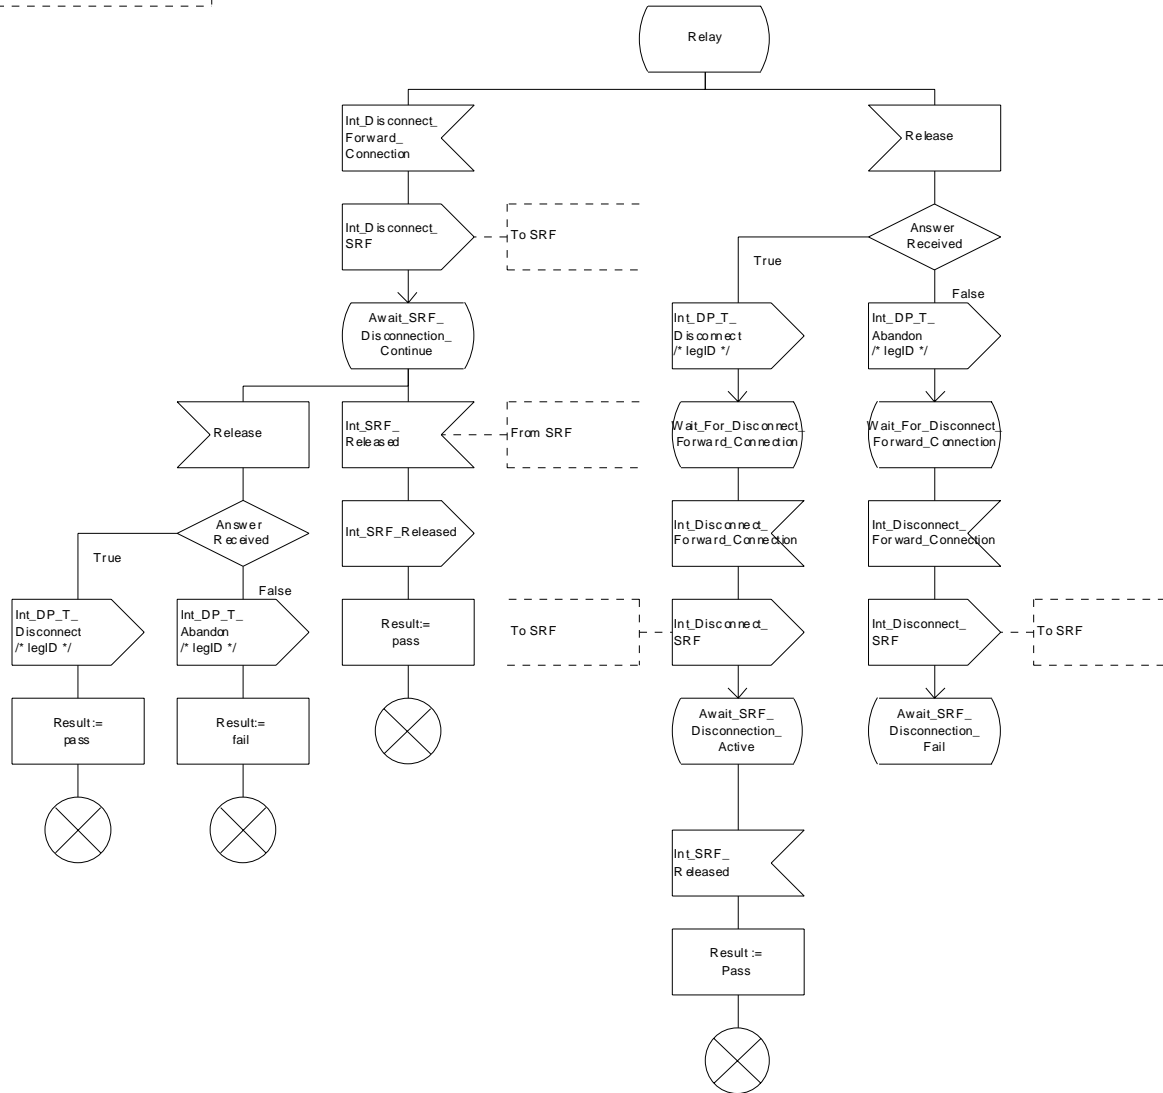 Relay
Int_Disconnect_
Forward_
Connection
Release
Int_Disconnect_
SRF
To SRF
Answer
Received
True
False
Await_SRF_
Disconnection_
Continue
Int_DP_T_
Disconnect
/* legID */
Int_DP_T_
Abandon
/* legID */
Release
Int_SRF_
Released
From SRF
Wait_For_Disconnect_
Forward_Connection
Wait_For_Disconnect_
Forward_Connection
Answer
Received
True
False
Int_SRF_Released
Int_Disconnect_
Forward_Connection
Int_Disconnect_
Forward_Connection
Int_DP_T_
Disconnect
/* legID */
Int_DP_T_
Abandon
/* legID */
Result:=
pass
To SRF
Int_Disconnect_
SRF
Int_Disconnect_
SRF
To SRF
Result:=
pass
Result:=
fail
Await_SRF_
Disconnection_
Active
Await_SRF_
Disconnection_
Fail
Int_SRF_
Released
Result :=
Pass